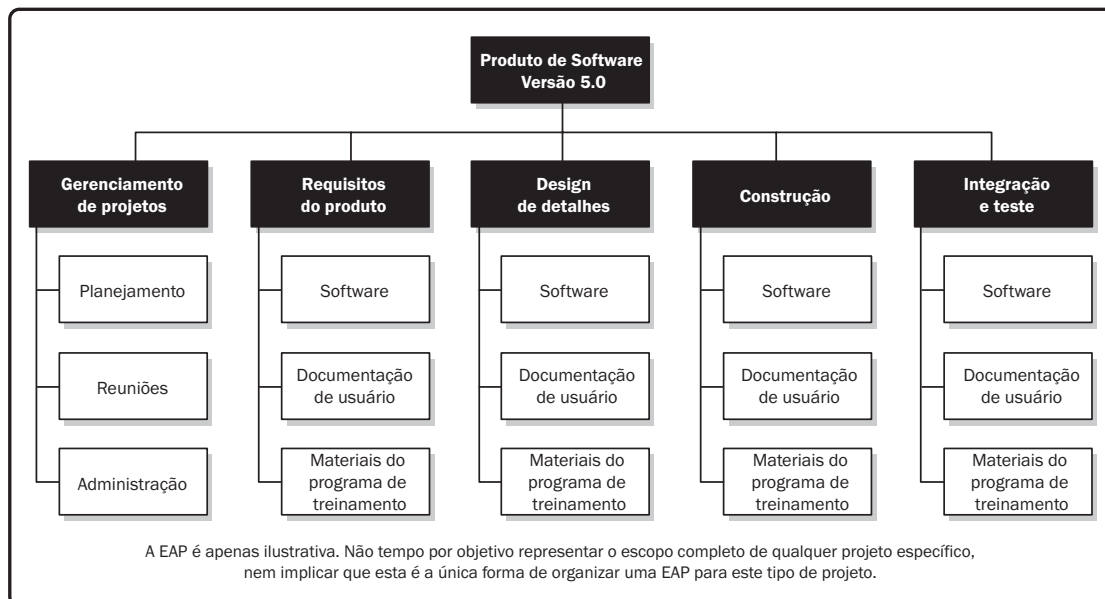 Produto de Software
Versão 5.0
Gerenciamento
de projetos
Requisitos
do produto
Design
de detalhes
Construção
Integração
e teste
Planejamento
Software
Software
Software
Software
Reuniões
Documentação
de usuário
Documentação
de usuário
Documentação
de usuário
Documentação
de usuário
Administração
Materiais do
programa de
treinamento
Materiais do
programa de
treinamento
Materiais do
programa de
treinamento
Materiais do
programa de
treinamento
A EAP é apenas ilustrativa. Não tempo por objetivo representar o escopo completo de qualquer projeto específico,
nem implicar que esta é a única forma de organizar uma EAP para este tipo de projeto.